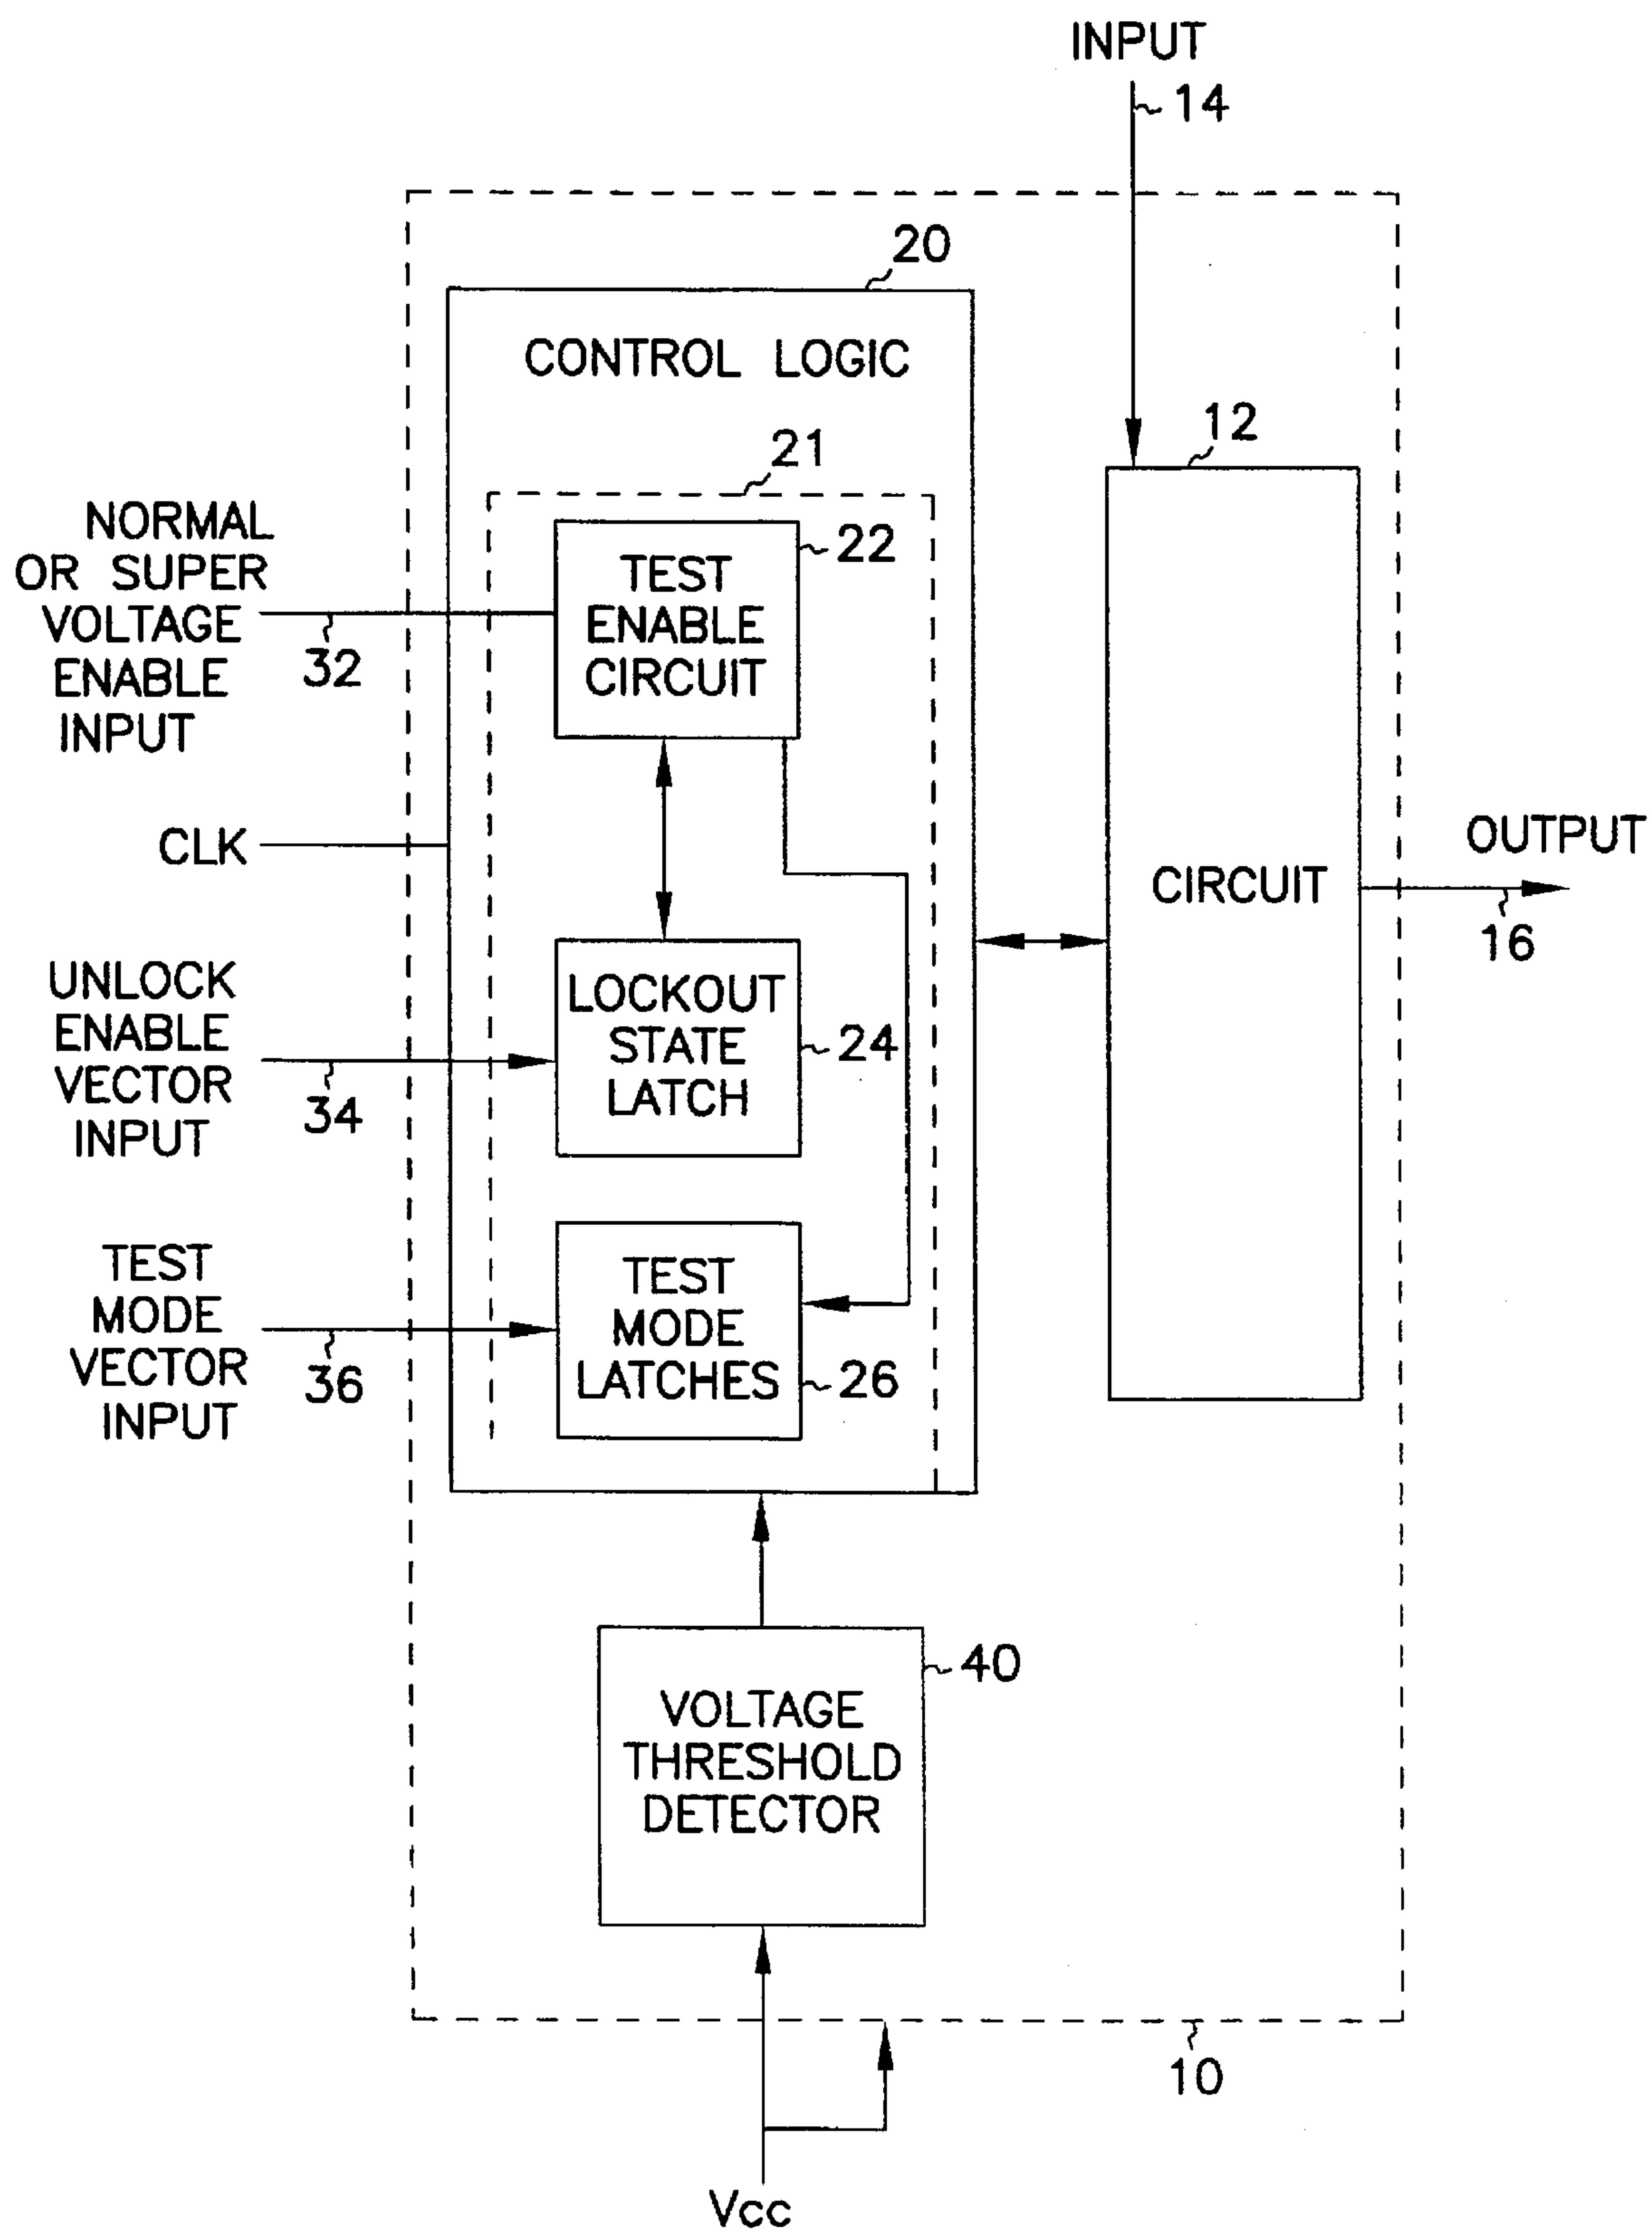 INPUT
14
20
CONTROL LOGIC
12
21
NORMAL
OR SUPER
VOLTAGE
ENABLE
INPUT
32
22
TEST
ENABLE
CIRCUIT
CLK
OUTPUT
CIRCUIT
16
UNLOCK
ENABLE
VECTOR
INPUT
34
LOCKOUT
STATE
LATCH
24
TEST
MODE
VECTOR
INPUT
36
TEST
MODE
LATCHES
26
40
VOLTAGE
THRESHOLD
DETECTOR
10
Vcc